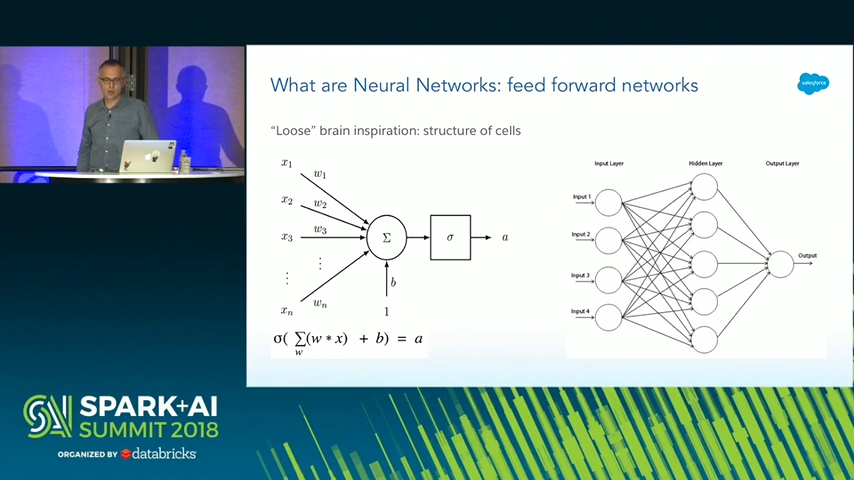 What are Neural Networks: feed forward networks
salesforce
“Loose” brain inspiration: structure of cells
x1
w1
x2
w2
x3
w3
⋮
⋮
xn
wn
Σ
σ
a
b
1
σ( Σ(w * x) + b) = a
w
Input Layer
Hidden Layer
Output Layer
Input 1
Input 2
Input 3
Input 4
Output
SPARK+AI
SUMMIT 2018
ORGANIZED BY databricks